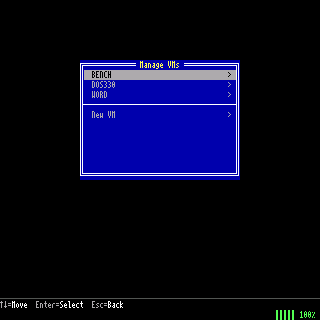 Manage VMs
BENCH >
DOS330 >
WORD >
New VM >
↑↓=Move Enter=Select Esc=Back
100%